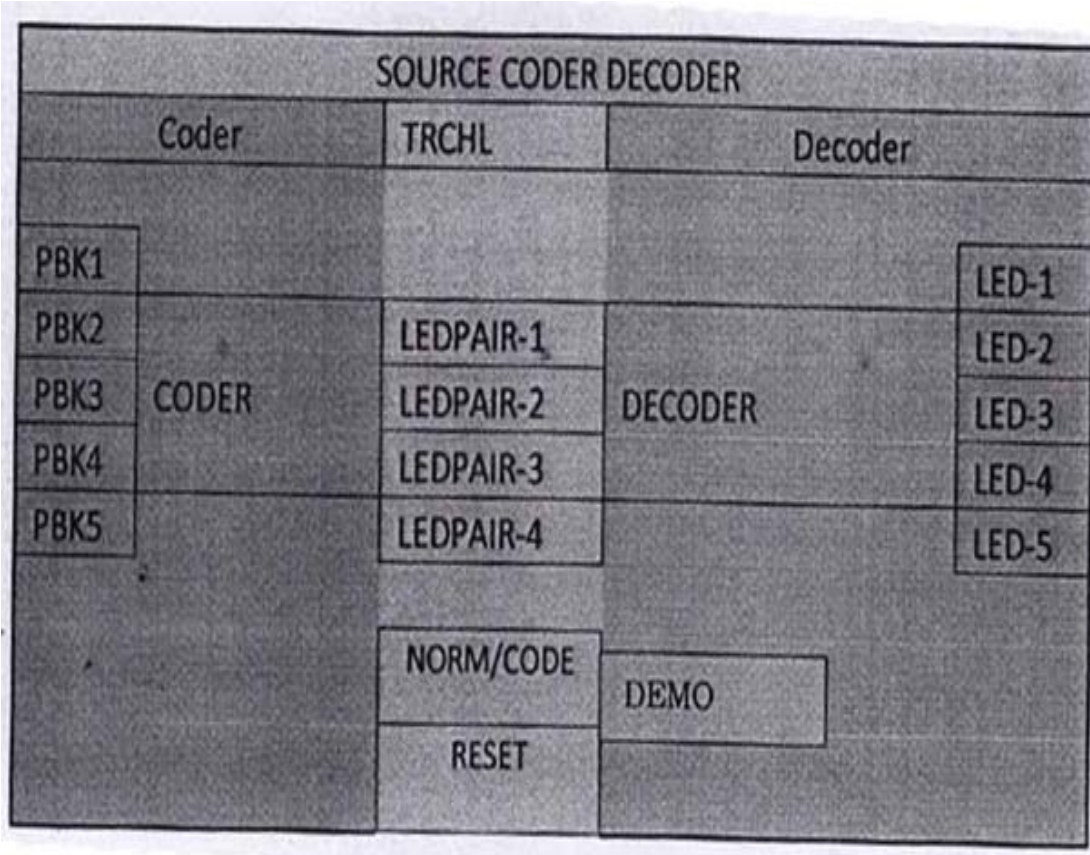 SOURCE CODER DECODER
Coder TRCHL Decoder
PBK1 LED-1
PBK2 LEDPAIR-1 LED-2
PBK3 CODER LEDPAIR-2 DECODER LED-3
PBK4 LEDPAIR-3 LED-4
PBK5 LEDPAIR-4 LED-5
NORM/CODE DEMO
RESET